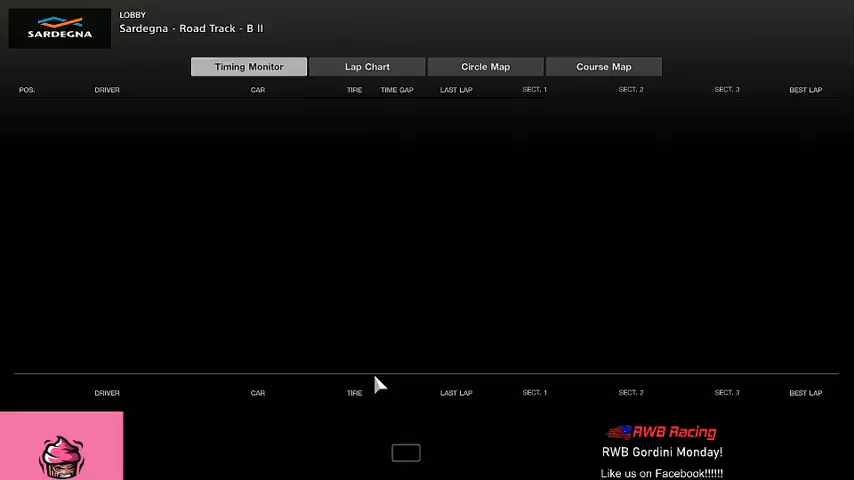 SARDEGNA
LOBBY
Sardegna - Road Track - B II
Timing Monitor Lap Chart Circle Map Course Map
POS. DRIVER CAR TIRE TIME GAP LAST LAP SECT. 1 SECT. 2 SECT. 3 BEST LAP
DRIVER CAR TIRE LAST LAP SECT. 1 SECT. 2 SECT. 3 BEST LAP
RWB Racing
RWB Gordini Monday!
Like us on Facebook!!!!!!